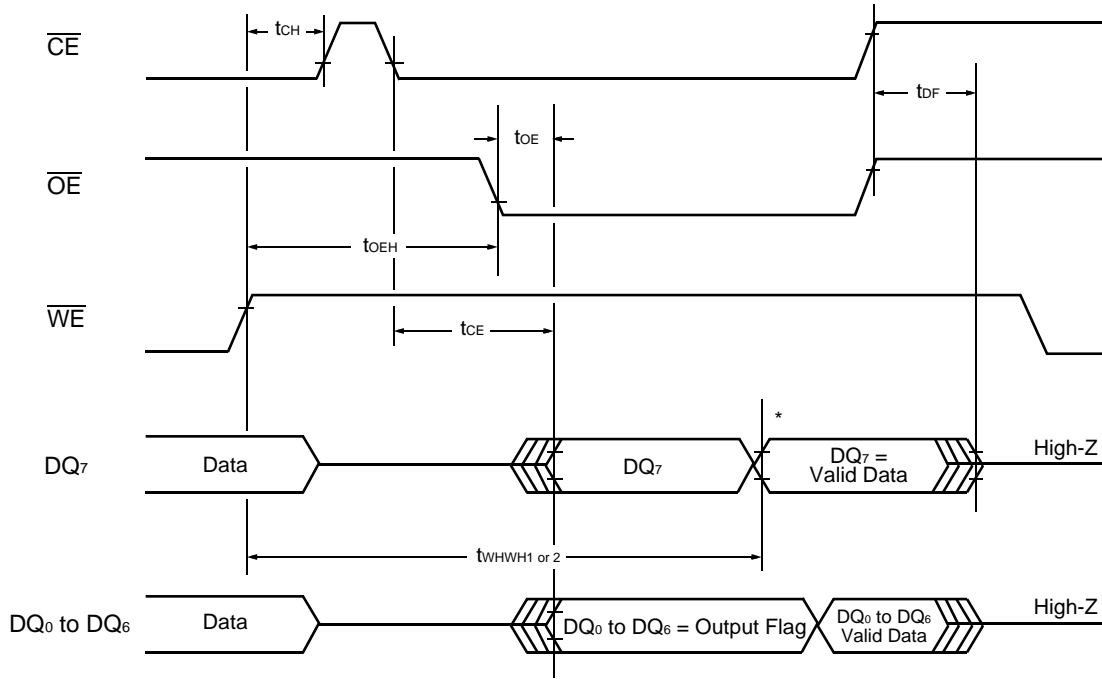 tCH
CE
tDF
tOE
OE
tOEH
WE
tCE
*
DQ7
Data
DQ7
DQ7 =
Valid Data
High-Z
tWHWH1 or 2
DQ0 to DQ6
Data
DQ0 to DQ6 = Output Flag
DQ0 to DQ6
Valid Data
High-Z